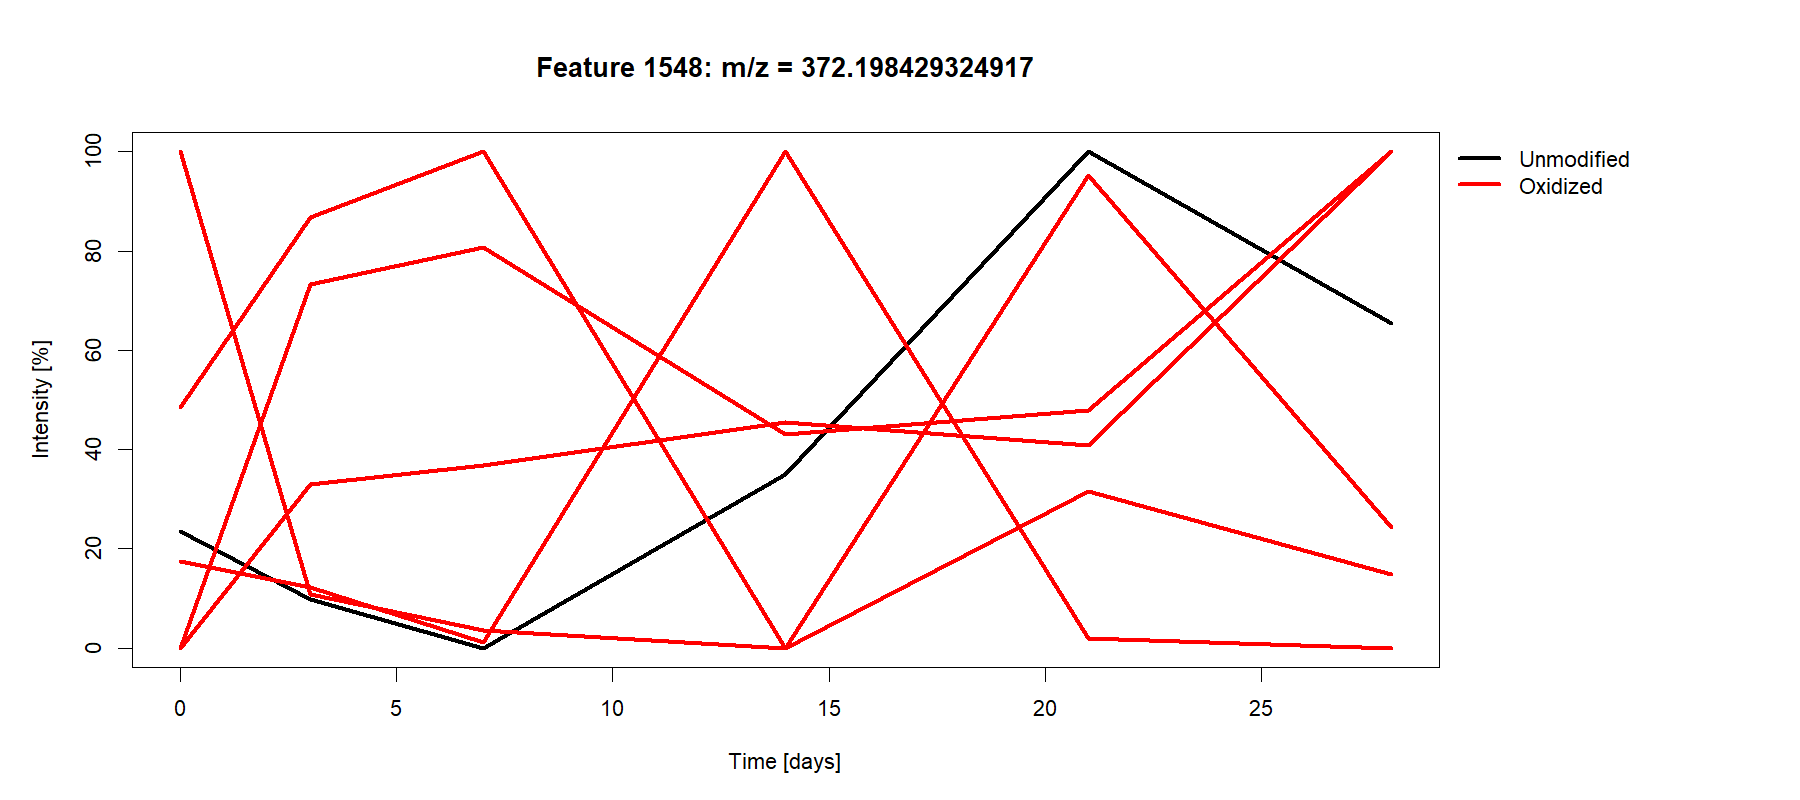 Feature 1548: m/z = 372.198429324917
Unmodified
Oxidized
Intensity [%]
100
80
60
40
20
0
0 5 10 15 20 25
Time [days]